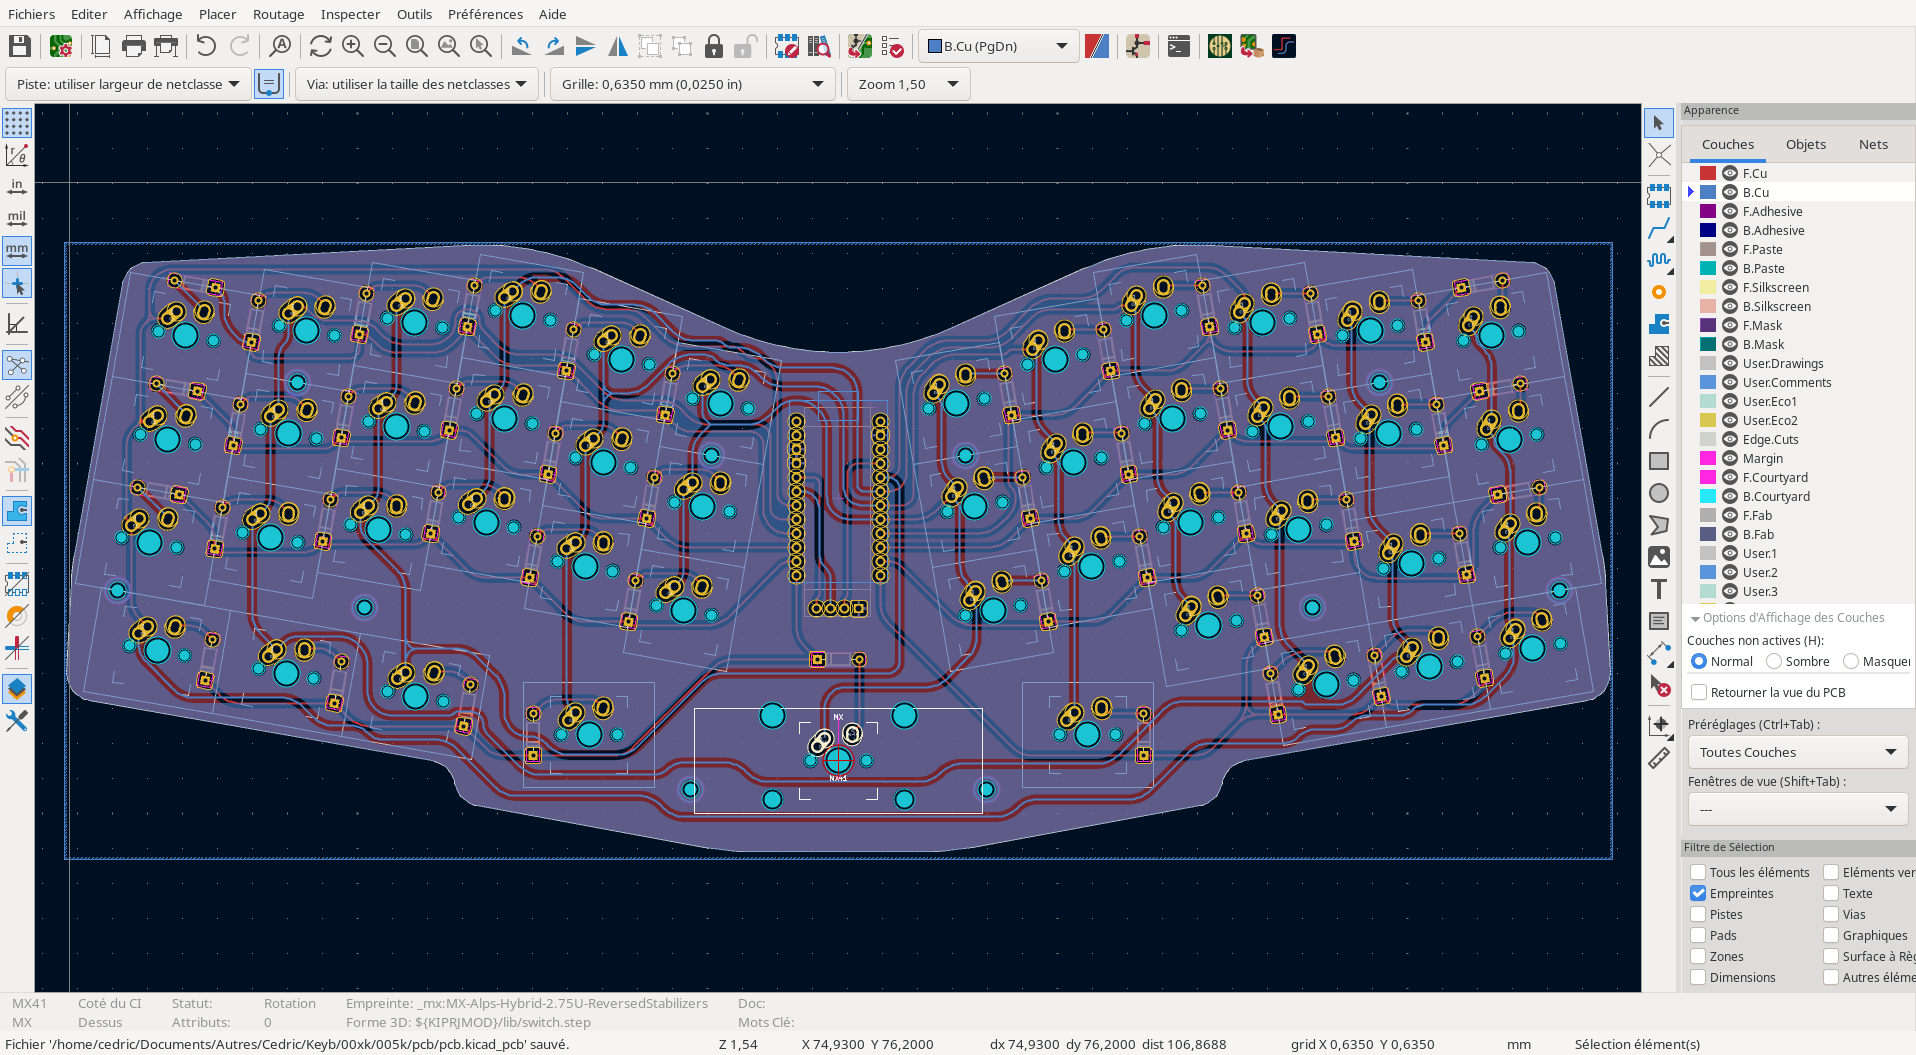 Fichiers Editer Affichage Placer Routage Inspecter Outils Préférences Aide
B.Cu (PgDn)
Piste: utiliser largeur de netclasse Via: utiliser la taille des netclasses Grille: 0,6350 mm (0,0250 in) Zoom 1,50
Apparence
Couches Objets Nets
F.Cu
B.Cu
F.Adhesive
B.Adhesive
F.Paste
B.Paste
F.Silkscreen
B.Silkscreen
F.Mask
B.Mask
User.Drawings
User.Comments
User.Eco1
User.Eco2
Edge.Cuts
Margin
F.Courtyard
B.Courtyard
F.Fab
B.Fab
User.1
User.2
User.3
Options d'Affichage des Couches
Couches non actives (H):
Normal Sombre Masquer
Retourner la vue du PCB
Préréglages (Ctrl+Tab) :
Toutes Couches
Fenêtres de vue (Shift+Tab) :
---
Filtre de Sélection
Tous les éléments Eléments ver
Empreintes Texte
Pistes Vias
Pads Graphiques
Zones Surface à Règ
Dimensions Autres éléme
in
mil
mm
MX
MX41
MX41 Coté du CI Statut: Rotation Empreinte: _mx:MX-Alps-Hybrid-2.75U-ReversedStabilizers Doc:
MX Dessus Attributs: 0 Forme 3D: ${KIPRJMOD}/lib/switch.step Mots Clé:
Fichier '/home/cedric/Documents/Autres/Cedric/Keyb/00xk/005k/pcb/pcb.kicad_pcb' sauvé. Z 1,54 X 74,9300 Y 76,2000 dx 74,9300 dy 76,2000 dist 106,8688 grid X 0,6350 Y 0,6350 mm Sélection élément(s)